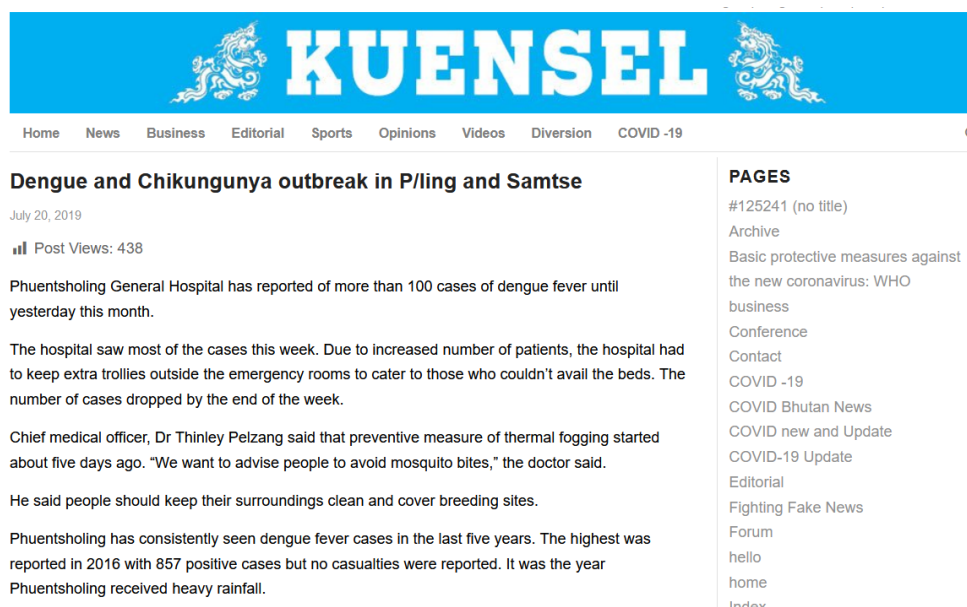 KUENSEL
Home News Business Editorial Sports Opinions Videos Diversion COVID -19
Dengue and Chikungunya outbreak in P/ling and Samtse
July 20, 2019
Post Views: 438
Phuentsholing General Hospital has reported of more than 100 cases of dengue fever until
yesterday this month.
The hospital saw most of the cases this week. Due to increased number of patients, the hospital had
to keep extra trollies outside the emergency rooms to cater to those who couldn’t avail the beds. The
number of cases dropped by the end of the week.
Chief medical officer, Dr Thinley Pelzang said that preventive measure of thermal fogging started
about five days ago. “We want to advise people to avoid mosquito bites,” the doctor said.
He said people should keep their surroundings clean and cover breeding sites.
Phuentsholing has consistently seen dengue fever cases in the last five years. The highest was
reported in 2016 with 857 positive cases but no casualties were reported. It was the year
Phuentsholing received heavy rainfall.
PAGES
#125241 (no title)
Archive
Basic protective measures against
the new coronavirus: WHO
business
Conference
Contact
COVID -19
COVID Bhutan News
COVID new and Update
COVID-19 Update
Editorial
Fighting Fake News
Forum
hello
home
Index